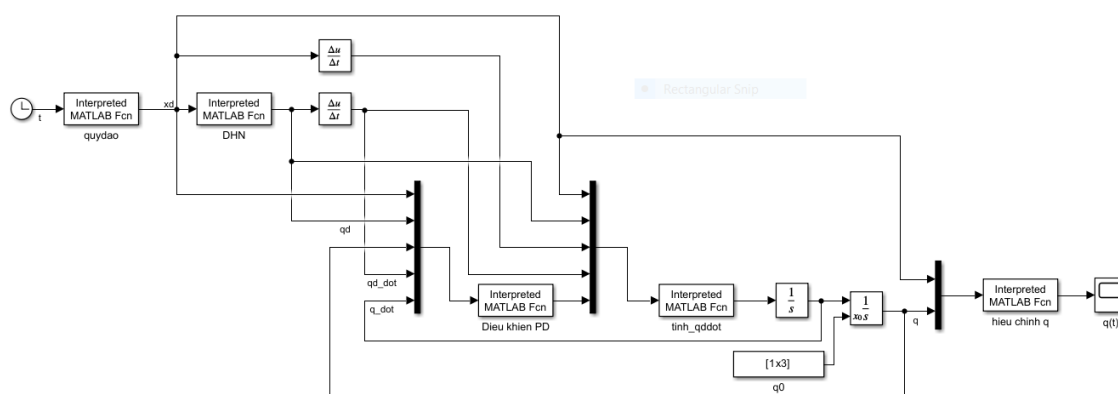 Rectangular Snip
Δu
Δt
Interpreted
MATLAB Fcn
quydao
t
xd
Interpreted
MATLAB Fcn
DHN
Δu
Δt
qd
qd_dot
q_dot
Interpreted
MATLAB Fcn
Dieu khien PD
Interpreted
MATLAB Fcn
tinh_qddot
1
s
1
x₀ s
[1x3]
q0
q
Interpreted
MATLAB Fcn
hieu chinh q
q(t)